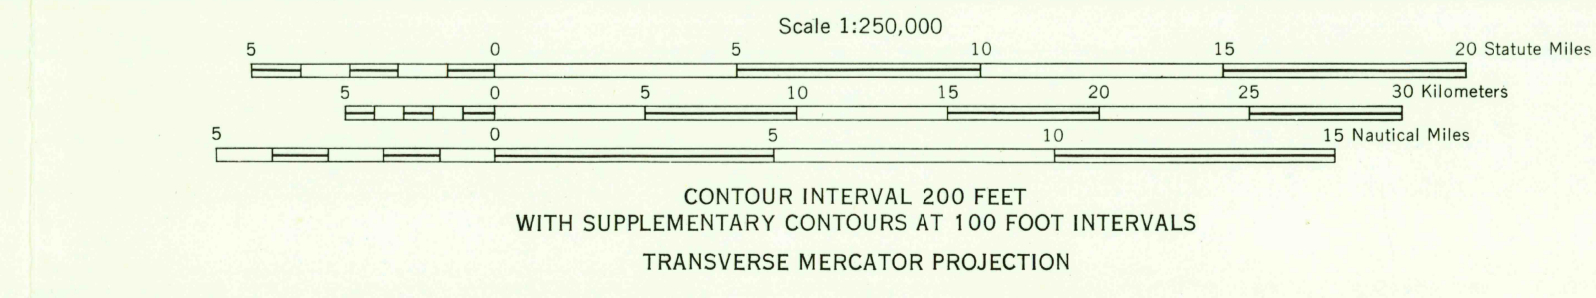 Scale 1:250,000
5 0 5 10 15 20 Statute Miles
5 0 5 10 15 20 25 30 Kilometers
5 0 5 10 15 Nautical Miles
CONTOUR INTERVAL 200 FEET
WITH SUPPLEMENTARY CONTOURS AT 100 FOOT INTERVALS
TRANSVERSE MERCATOR PROJECTION